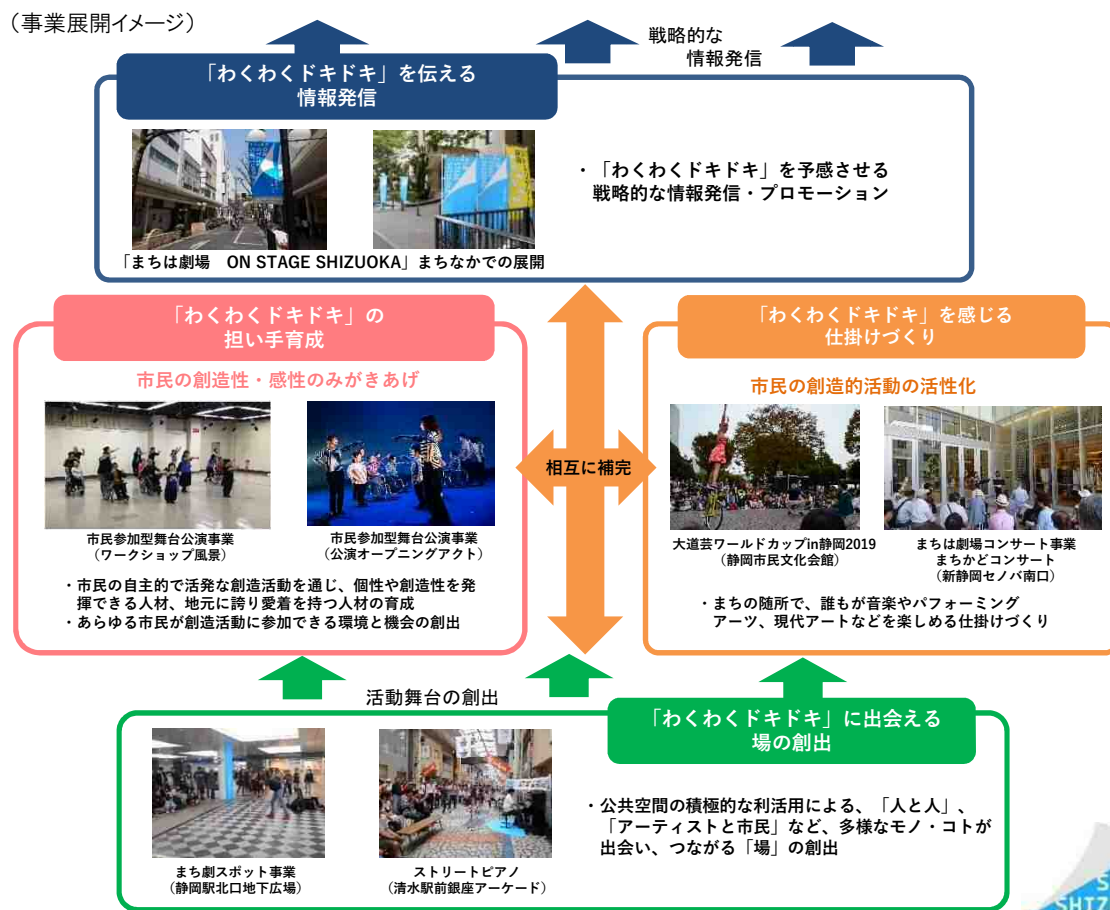 （事業展開イメージ）
戦略的な
情報発信
「わくわくドキドキ」を伝える
情報発信
・「わくわくドキドキ」を予感させる
戦略的な情報発信・プロモーション
「まちは劇場　ON STAGE SHIZUOKA」まちなかでの展開
「わくわくドキドキ」の
担い手育成
市民の創造性・感性のみがきあげ
市民参加型舞台公演事業
（ワークショップ風景）
市民参加型舞台公演事業
（公演オープニングアクト）
・市民の自主的で活発な創造活動を通じ、個性や創造性を発
揮できる人材、地元に誇り愛着を持つ人材の育成
・あらゆる市民が創造活動に参加できる環境と機会の創出
相互に補完
「わくわくドキドキ」を感じる
仕掛けづくり
市民の創造的活動の活性化
大道芸ワールドカップin静岡2019
（静岡市民文化会館）
まちは劇場コンサート事業
まちかどコンサート
（新静岡セノバ南口）
・まちの随所で、誰もが音楽やパフォーミング
アーツ、現代アートなどを楽しめる仕掛けづくり
活動舞台の創出
「わくわくドキドキ」に出会える
場の創出
まち劇スポット事業
（静岡駅北口地下広場）
ストリートピアノ
（清水駅前銀座アーケード）
・公共空間の積極的な利活用による、「人と人」、
「アーティストと市民」など、多様なモノ・コトが
出会い、つながる「場」の創出